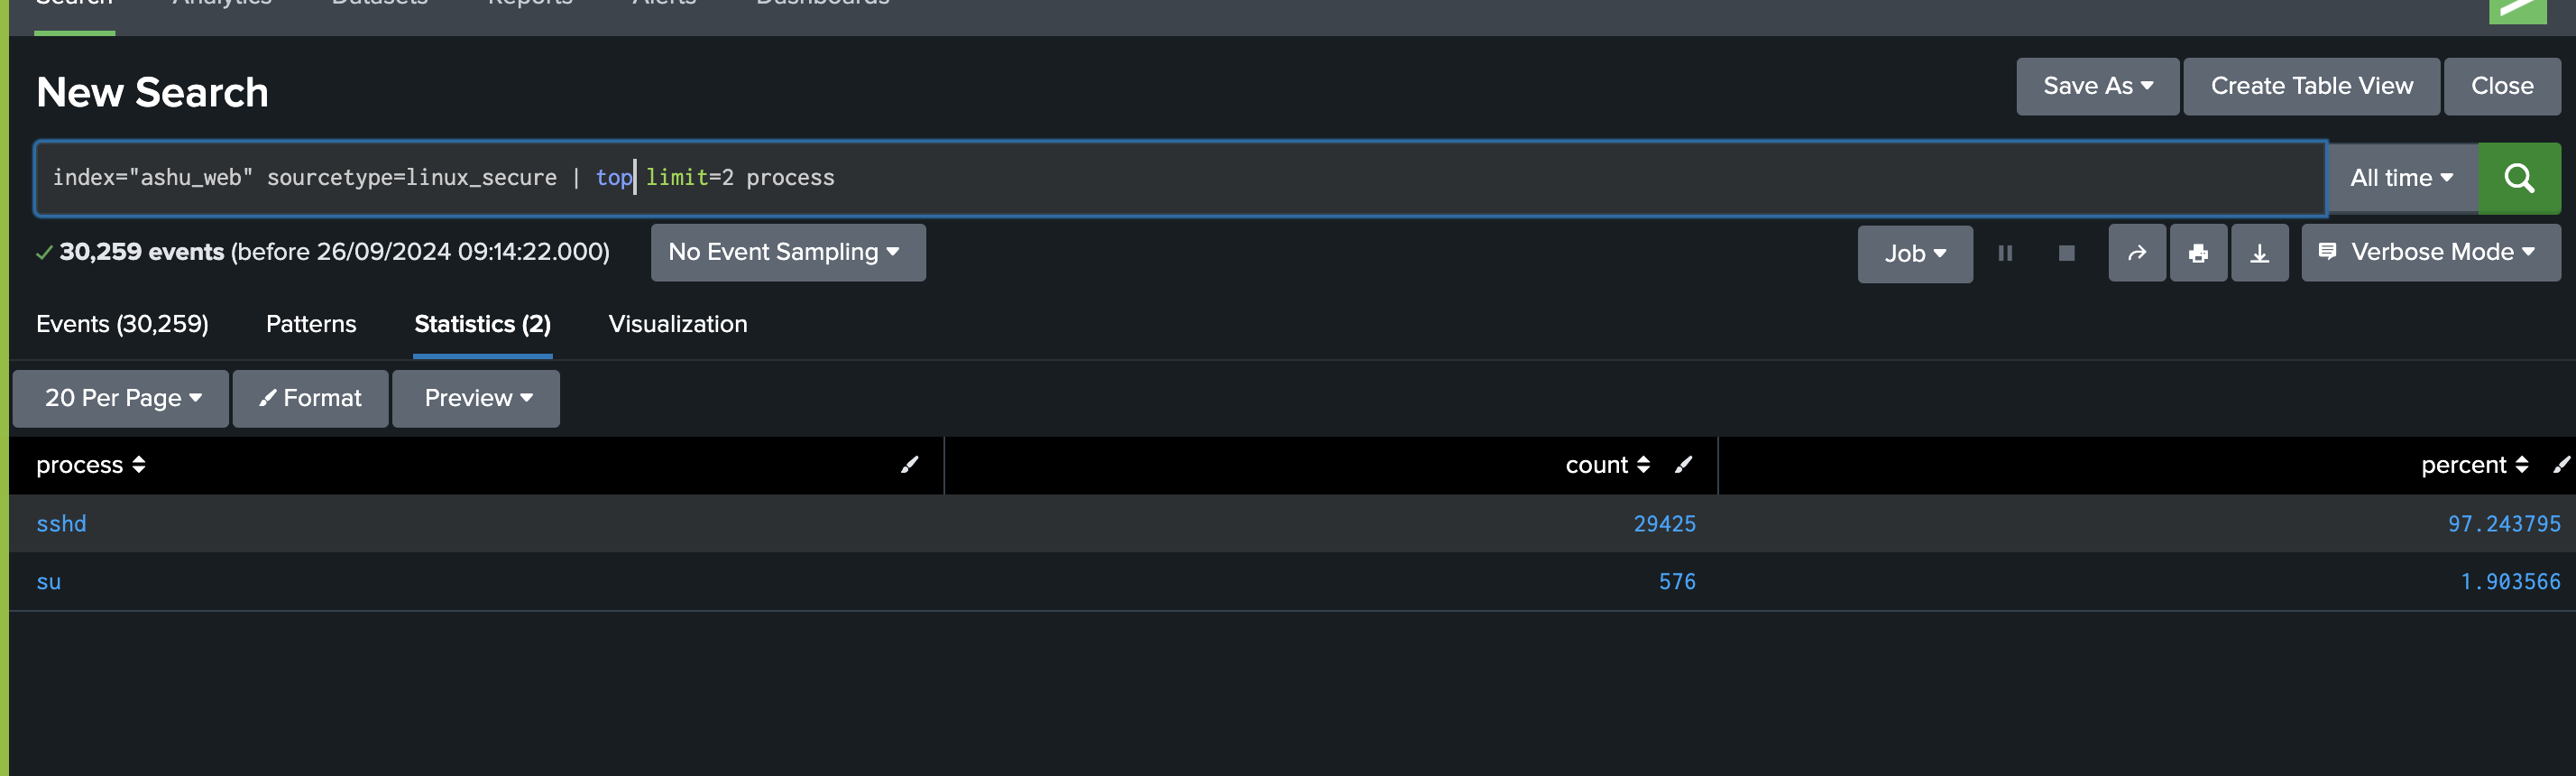 Search Analytics Datasets Reports Alerts Dashboards
New Search
Save As Create Table View Close
index="ashu_web" sourcetype=linux_secure | top limit=2 process
All time
30,259 events (before 26/09/2024 09:14:22.000)
No Event Sampling
Job
Verbose Mode
Events (30,259) Patterns Statistics (2) Visualization
20 Per Page Format Preview
process count percent
sshd 29425 97.243795
su 576 1.903566